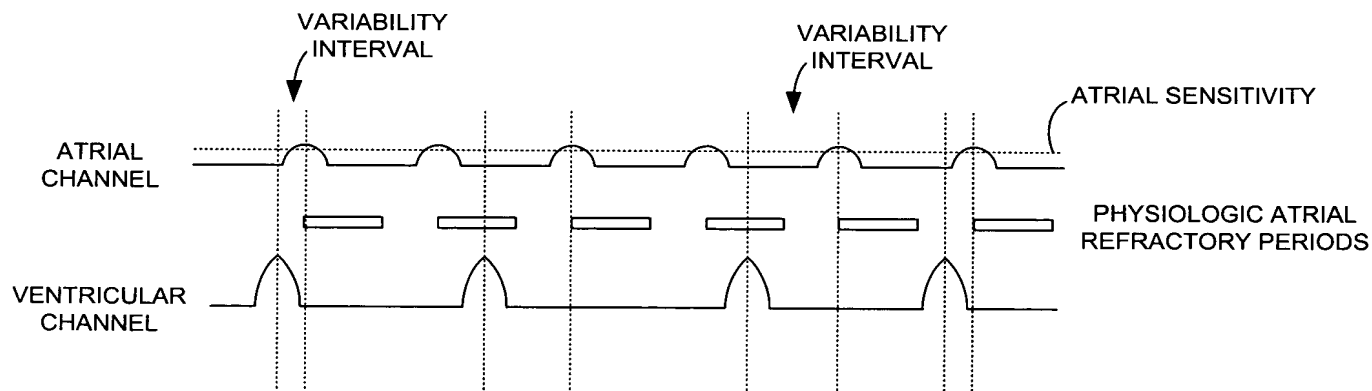 VARIABILITY
INTERVAL
VARIABILITY
INTERVAL
ATRIAL SENSITIVITY
ATRIAL
CHANNEL
PHYSIOLOGIC ATRIAL
REFRACTORY PERIODS
VENTRICULAR
CHANNEL